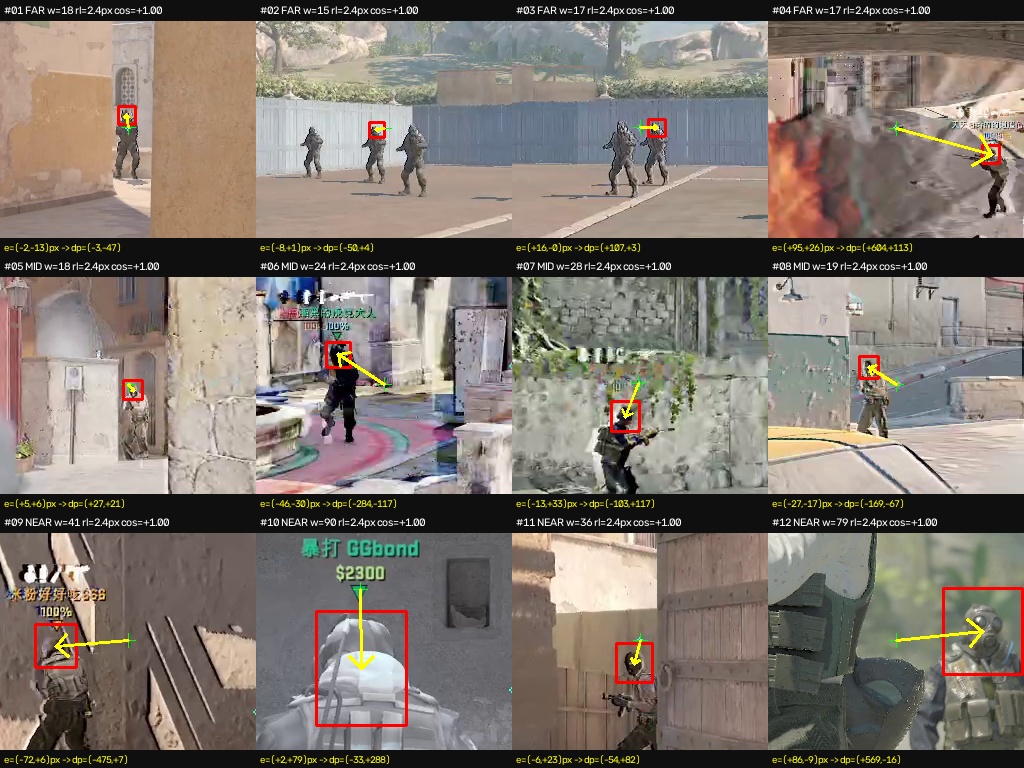 #01 FAR w=18 rl=2.4px cos=+1.00
#02 FAR w=15 rl=2.4px cos=+1.00
#03 FAR w=17 rl=2.4px cos=+1.00
#04 FAR w=17 rl=2.4px cos=+1.00
e=(-2,-13)px -> dp=(-3,-47)
e=(-8,+1)px -> dp=(-50,+4)
e=(+16,-0)px -> dp=(+107,+3)
e=(+95,+26)px -> dp=(+604,+113)
#05 MID w=18 rl=2.4px cos=+1.00
#06 MID w=24 rl=2.4px cos=+1.00
#07 MID w=28 rl=2.4px cos=+1.00
#08 MID w=19 rl=2.4px cos=+1.00
100%
e=(+5,+6)px -> dp=(+27,+21)
e=(-46,-30)px -> dp=(-284,-117)
e=(-13,+33)px -> dp=(-103,+117)
e=(-27,-17)px -> dp=(-169,-67)
#09 NEAR w=41 rl=2.4px cos=+1.00
#10 NEAR w=90 rl=2.4px cos=+1.00
#11 NEAR w=36 rl=2.4px cos=+1.00
#12 NEAR w=79 rl=2.4px cos=+1.00
100%
暴打 GGbond
$2300
e=(-72,+6)px -> dp=(-475,+7)
e=(+2,+79)px -> dp=(-33,+288)
e=(-6,+23)px -> dp=(-54,+82)
e=(+86,-9)px -> dp=(+569,-16)